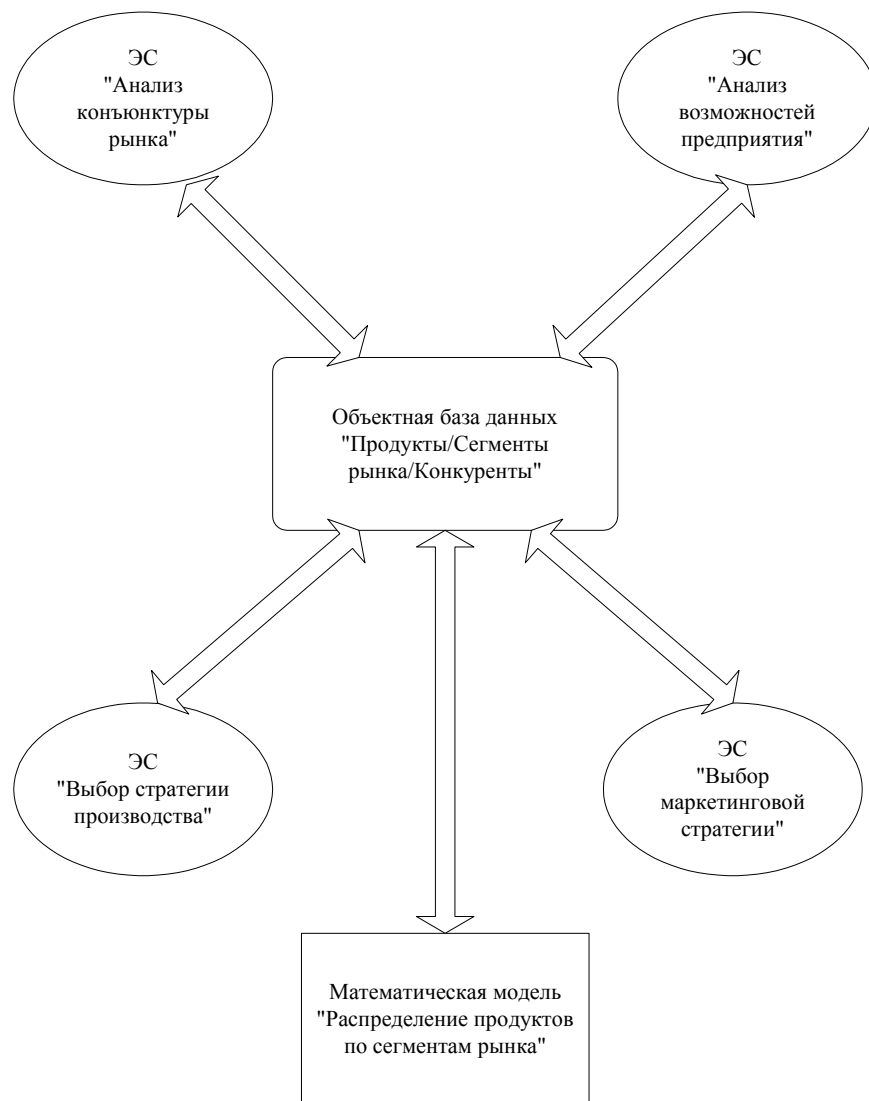 ЭС
"Анализ
конъюнктуры
рынка"
ЭС
"Анализ
возможностей
предприятия"
Объектная база данных
"Продукты/Сегменты
рынка/Конкуренты"
ЭС
"Выбор стратегии
производства"
ЭС
"Выбор
маркетинговой
стратегии"
Математическая модель
"Распределение продуктов
по сегментам рынка"